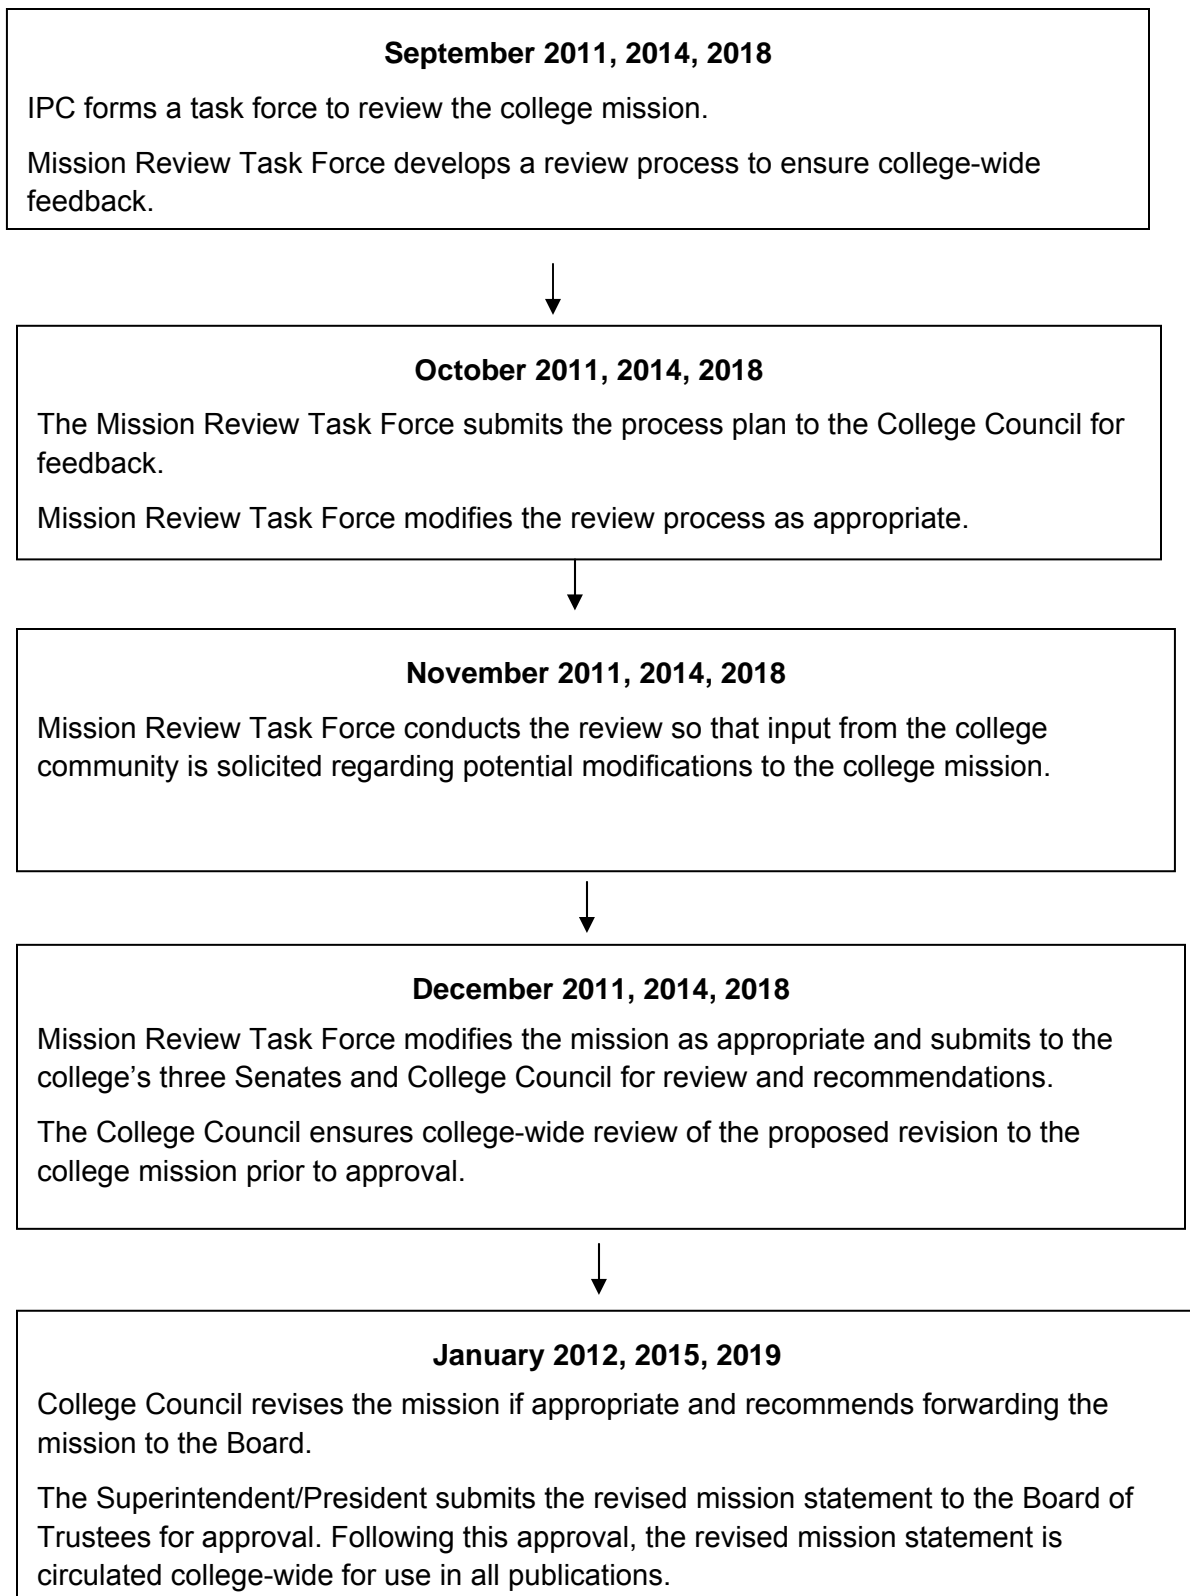 September 2011, 2014, 2018
IPC forms a task force to review the college mission.
Mission Review Task Force develops a review process to ensure college-wide
feedback.
October 2011, 2014, 2018
The Mission Review Task Force submits the process plan to the College Council for
feedback.
Mission Review Task Force modifies the review process as appropriate.
November 2011, 2014, 2018
Mission Review Task Force conducts the review so that input from the college
community is solicited regarding potential modifications to the college mission.
December 2011, 2014, 2018
Mission Review Task Force modifies the mission as appropriate and submits to the
college’s three Senates and College Council for review and recommendations.
The College Council ensures college-wide review of the proposed revision to the
college mission prior to approval.
January 2012, 2015, 2019
College Council revises the mission if appropriate and recommends forwarding the
mission to the Board.
The Superintendent/President submits the revised mission statement to the Board of
Trustees for approval. Following this approval, the revised mission statement is
circulated college-wide for use in all publications.